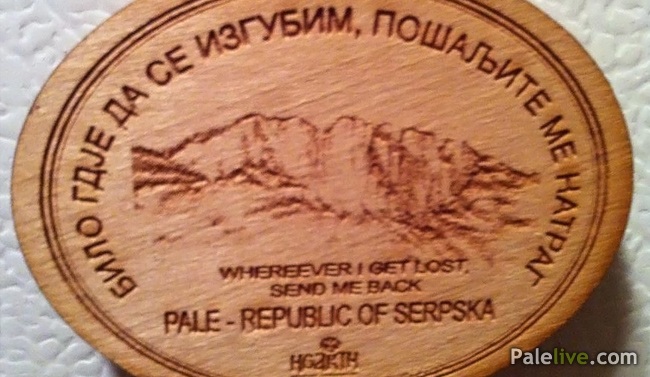 БИЛО ГДЈЕ ДА СЕ ИЗГУБИМ, ПОШАЉИТЕ МЕ НАТРАГ
WHEREEVER I GET LOST,
SEND ME BACK
PALE - REPUBLIC OF SERPSKA
Palelive.com